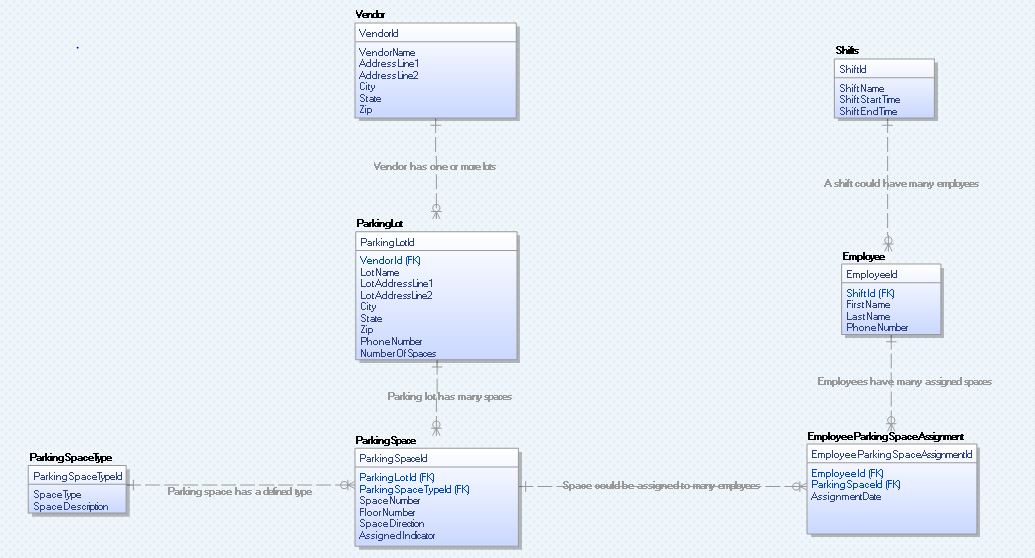 Vendor
VendorId
VendorName
AddressLine1
AddressLine2
City
State
Zip
Vendor has one or more lots
ParkingLot
ParkingLotId
VendorId (FK)
LotName
LotAddressLine1
LotAddressLine2
City
State
Zip
PhoneNumber
NumberOfSpaces
Parking lot has many spaces
ParkingSpaceType
ParkingSpaceTypeId
SpaceType
SpaceDescription
Parking space has a defined type
ParkingSpace
ParkingSpaceId
ParkingLotId (FK)
ParkingSpaceTypeId (FK)
SpaceNumber
FloorNumber
SpaceDirection
AssignedIndicator
Space could be assigned to many employees
Shifts
ShiftId
ShiftName
ShiftStartTime
ShiftEndTime
A shift could have many employees
Employee
EmployeeId
ShiftId (FK)
FirstName
LastName
PhoneNumber
Employees have many assigned spaces
EmployeeParkingSpaceAssignment
EmployeeParkingSpaceAssignmentId
EmployeeId (FK)
ParkingSpaceId (FK)
AssignmentDate